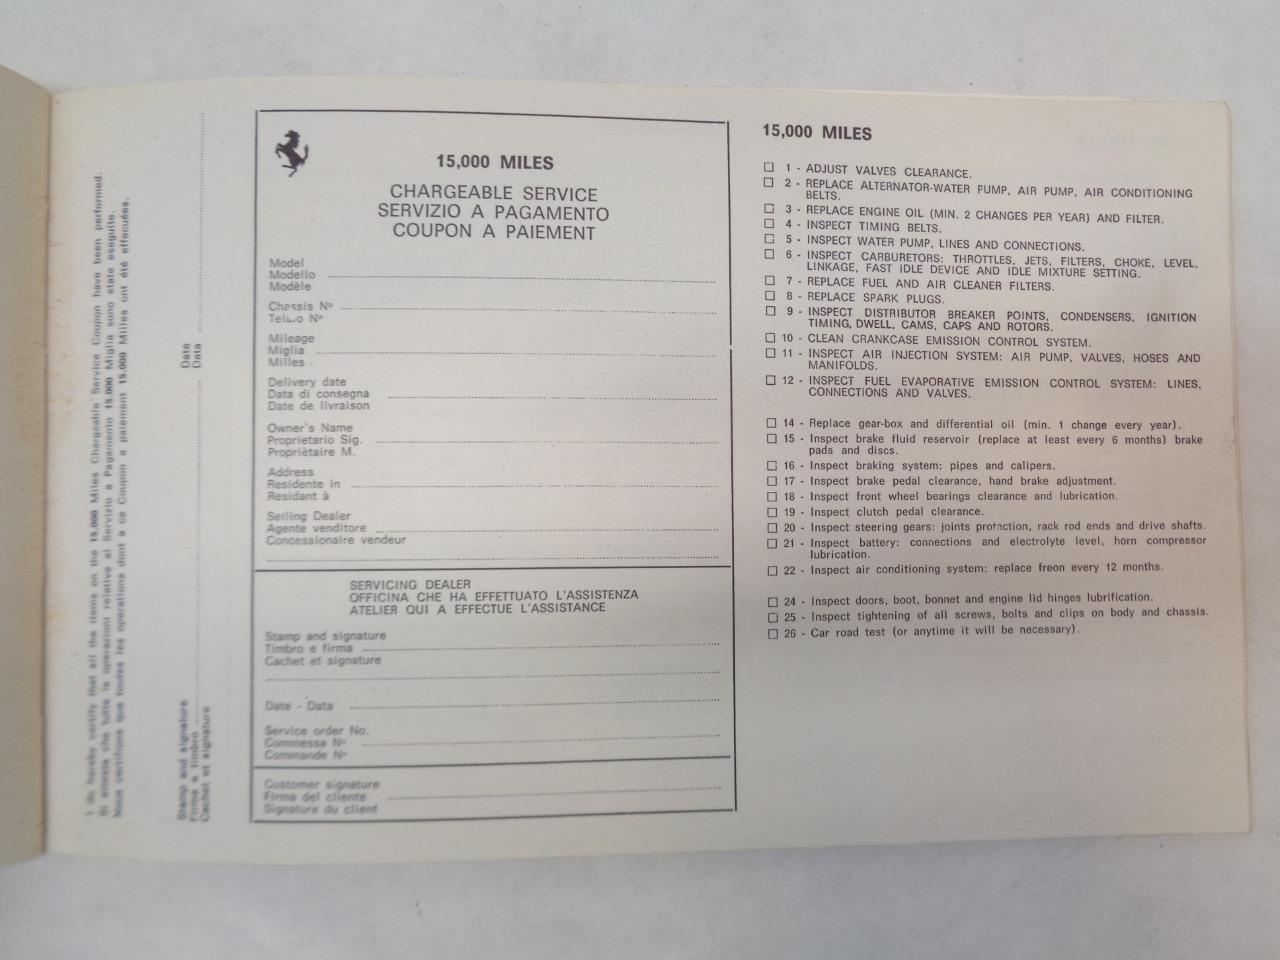 I do hereby certify that all the items on the 15,000 Miles Chargeable Service Coupon have been performed.
Si attesta che tutte le operazioni relative al Servizio a Pagamento 15.000 Miglia sono state eseguite.
Nous certifions que toutes les operations dont a ce Coupon a paiement 15.000 Milles ont été effecuées.
Stamp and signature
Date
Firma e timbro
Data
Cachet et signature
15,000 MILES
CHARGEABLE SERVICE
SERVIZIO A PAGAMENTO
COUPON A PAIEMENT
Model
Modello
Modèle
Chassis N°
Telaio N°
Mileage
Miglia
Milles
Delivery date
Data di consegna
Date de livraison
Owner's Name
Proprietario Sig.
Propriètaire M.
Address
Residente in
Residant à
Selling Dealer
Agente venditore
Concessionaire vendeur
SERVICING DEALER
OFFICINA CHE HA EFFETTUATO L'ASSISTENZA
ATELIER QUI A EFFECTUE L'ASSISTANCE
Stamp and signature
Timbro e firma
Cachet et signature
Date - Data
Service order No.
Commessa N°
Commande N°
Customer signature
Firma del cliente
Signature du client
15,000 MILES
1 - ADJUST VALVES CLEARANCE.
2 - REPLACE ALTERNATOR-WATER PUMP, AIR PUMP, AIR CONDITIONING
BELTS.
3 - REPLACE ENGINE OIL (MIN. 2 CHANGES PER YEAR) AND FILTER.
4 - INSPECT TIMING BELTS.
5 - INSPECT WATER PUMP, LINES AND CONNECTIONS.
6 - INSPECT CARBURETORS: THROTTLES, JETS, FILTERS, CHOKE, LEVEL,
LINKAGE, FAST IDLE DEVICE AND IDLE MIXTURE SETTING.
7 - REPLACE FUEL AND AIR CLEANER FILTERS.
8 - REPLACE SPARK PLUGS.
9 - INSPECT DISTRIBUTOR BREAKER POINTS, CONDENSERS, IGNITION
TIMING, DWELL, CAMS, CAPS AND ROTORS.
10 - CLEAN CRANKCASE EMISSION CONTROL SYSTEM.
11 - INSPECT AIR INJECTION SYSTEM: AIR PUMP, VALVES, HOSES AND
MANIFOLDS.
12 - INSPECT FUEL EVAPORATIVE EMISSION CONTROL SYSTEM: LINES,
CONNECTIONS AND VALVES.
14 - Replace gear-box and differential oil (min. 1 change every year).
15 - Inspect brake fluid reservoir (replace at least every 6 months) brake
pads and discs.
16 - Inspect braking system: pipes and calipers.
17 - Inspect brake pedal clearance, hand brake adjustment.
18 - Inspect front wheel bearings clearance and lubrication.
19 - Inspect clutch pedal clearance.
20 - Inspect steering gears: joints protection, rack rod ends and drive shafts.
21 - Inspect battery: connections and electrolyte level, horn compressor
lubrication.
22 - Inspect air conditioning system: replace freon every 12 months.
24 - Inspect doors, boot, bonnet and engine lid hinges lubrification.
25 - Inspect tightening of all screws, bolts and clips on body and chassis.
26 - Car road test (or anytime it will be necessary).